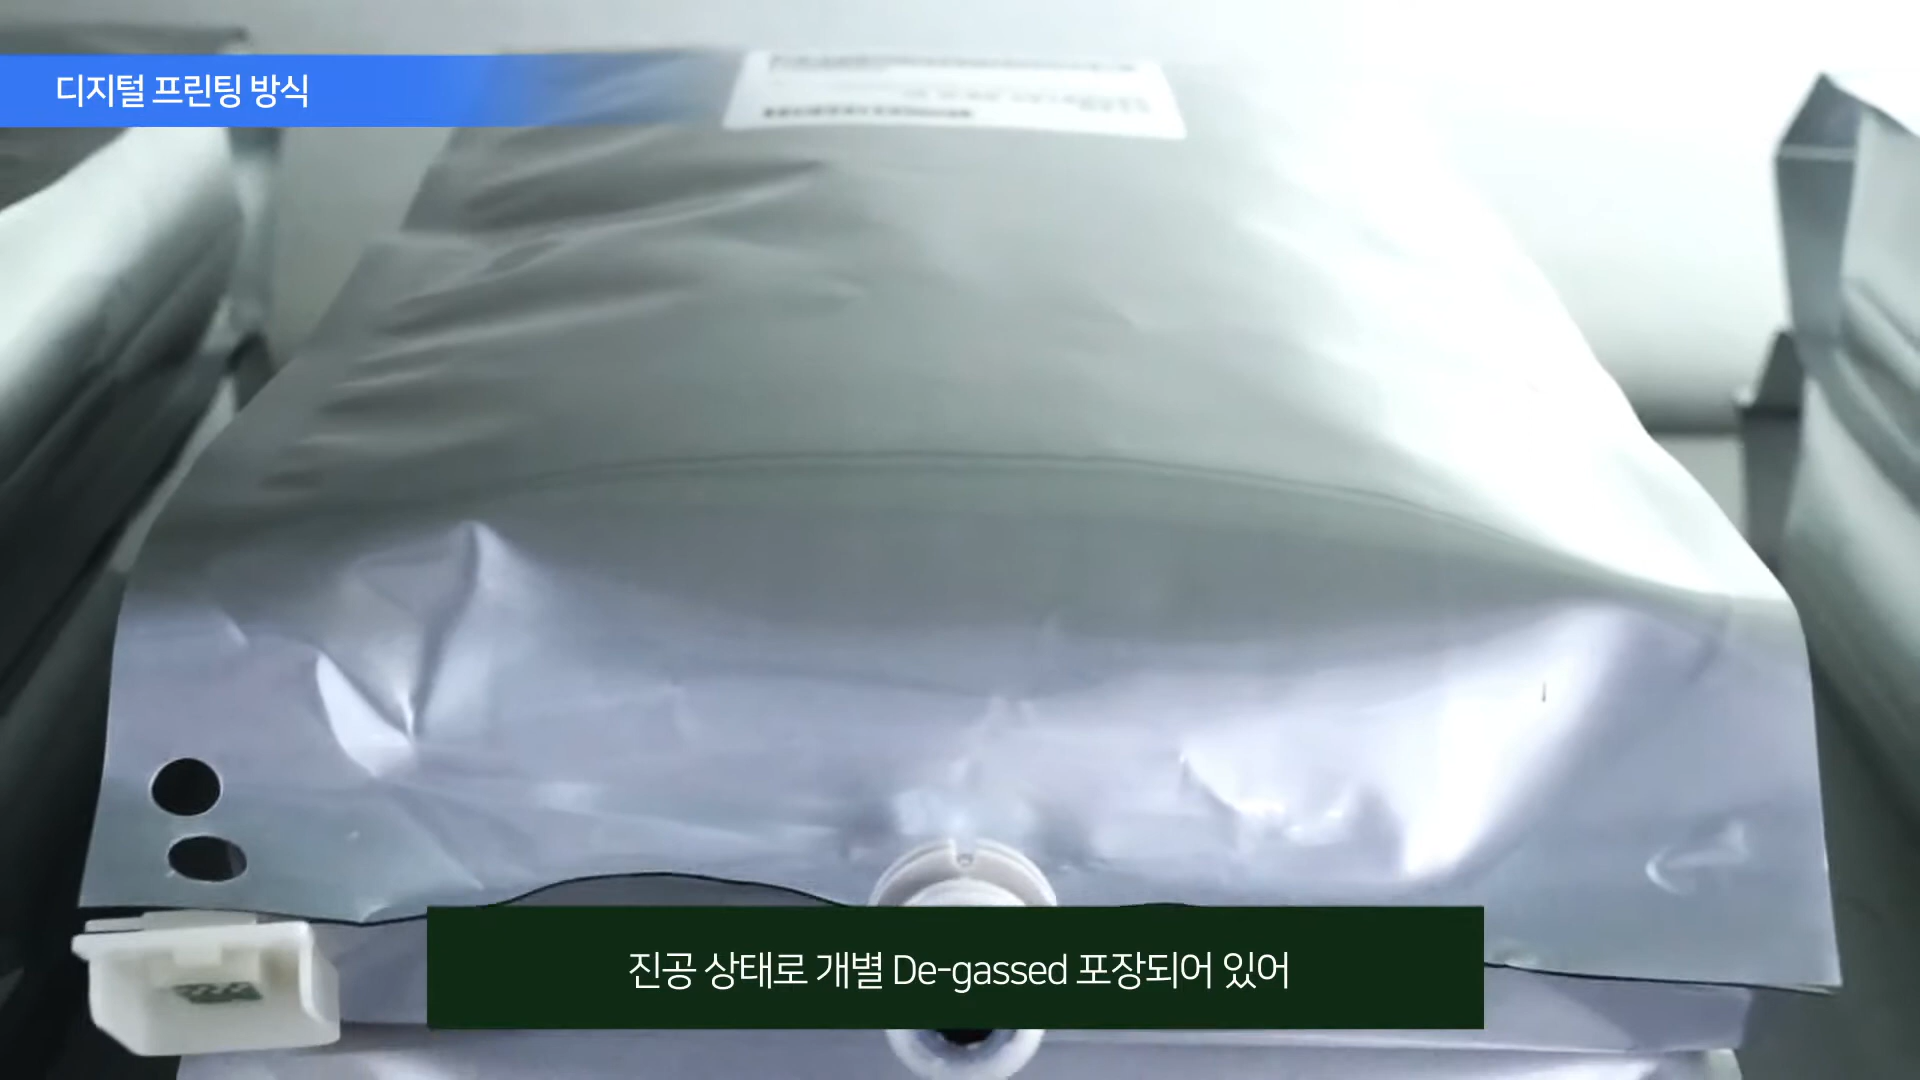 디지털 프린팅 방식
진공 상태로 개별 De-gassed 포장되어 있어